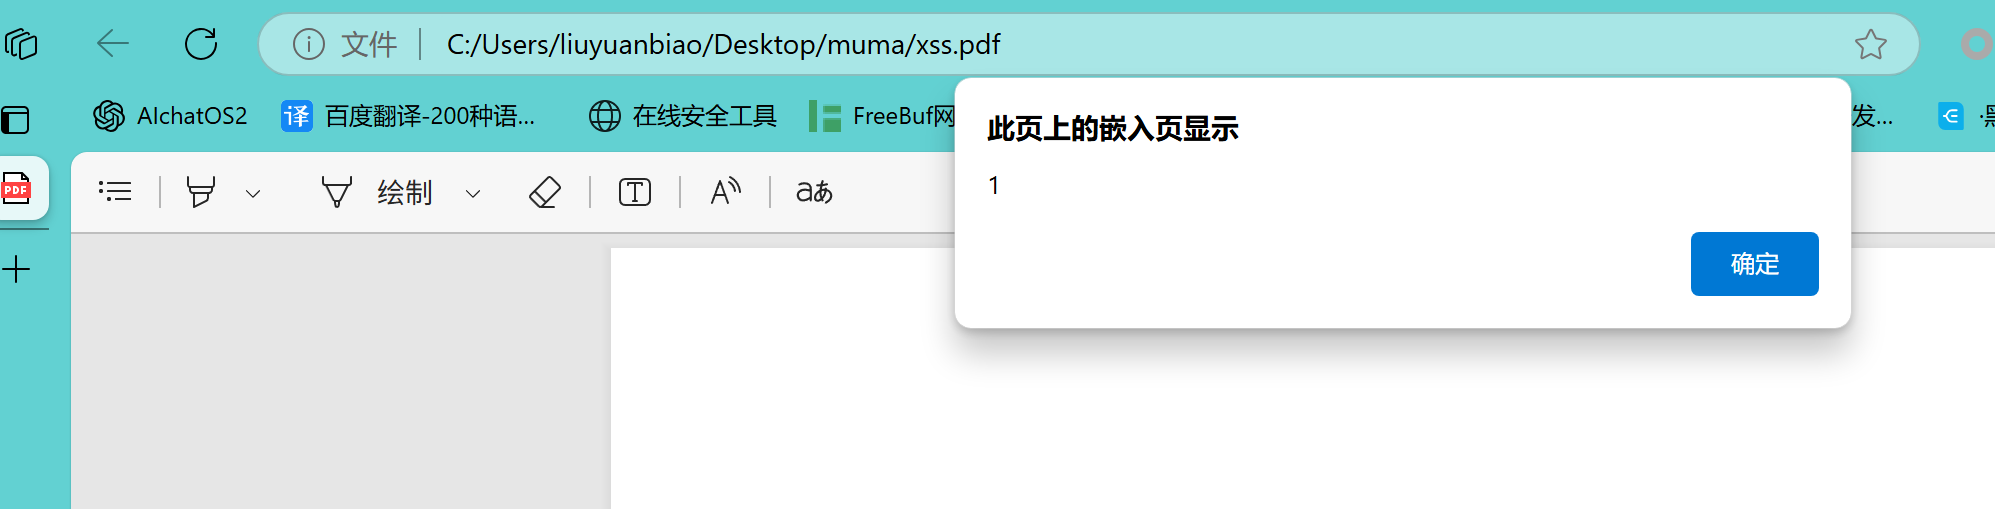 文件 C:/Users/liuyuanbiao/Desktop/muma/xss.pdf
AIchatOS2 百度翻译-200种语... 在线安全工具 FreeBuf网 发...
此页上的嵌入页显示
1
确定
PDF
绘制 T A aあ